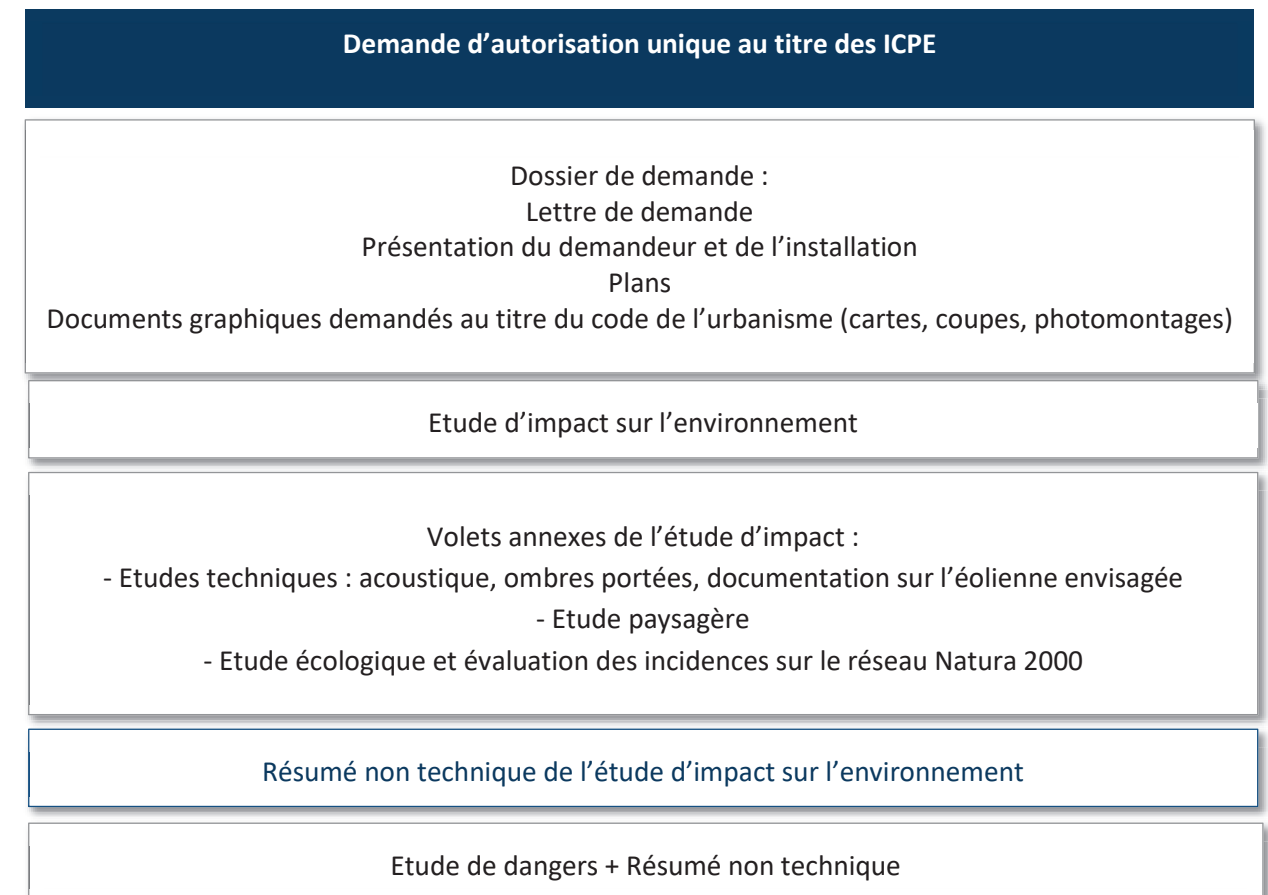 Demande d’autorisation unique au titre des ICPE
Dossier de demande :
Lettre de demande
Présentation du demandeur et de l’installation
Plans
Documents graphiques demandés au titre du code de l’urbanisme (cartes, coupes, photomontages)
Etude d’impact sur l’environnement
Volets annexes de l’étude d’impact :
- Etudes techniques : acoustique, ombres portées, documentation sur l’éolienne envisagée
- Etude paysagère
- Etude écologique et évaluation des incidences sur le réseau Natura 2000
Résumé non technique de l’étude d’impact sur l’environnement
Etude de dangers + Résumé non technique